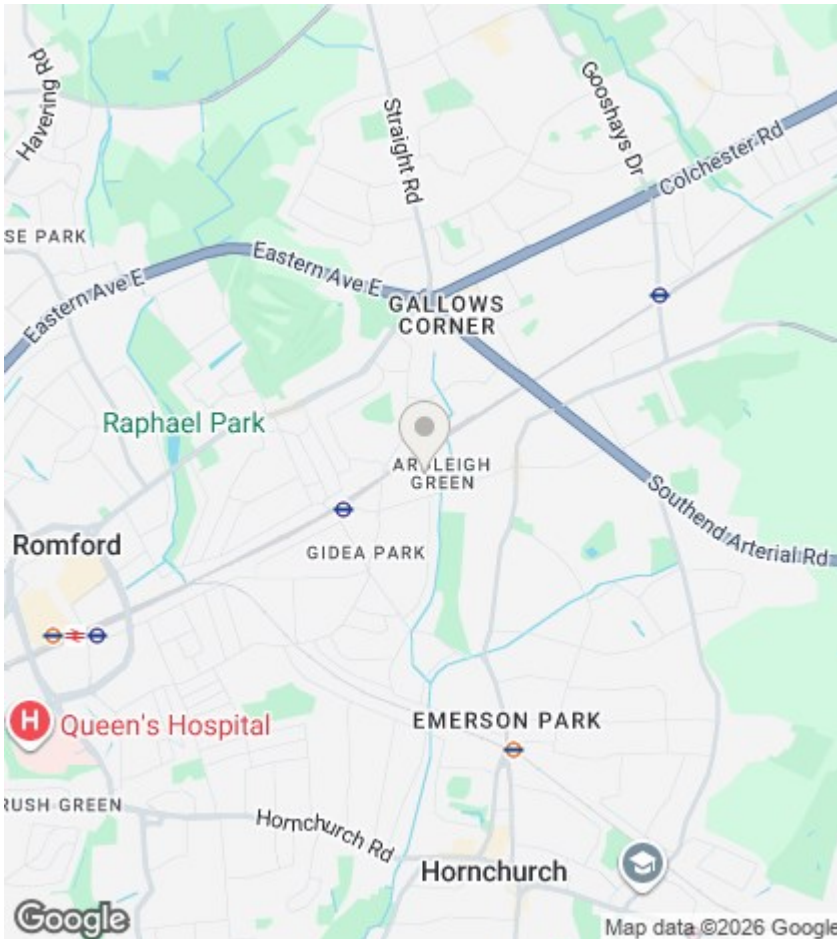 Havering Rd
Straight Rd
Gooshays Dr
Colchester Rd
SE PARK
Eastern Ave E
Eastern Ave E
GALLOWS
CORNER
Raphael Park
ARDLEIGH
GREEN
Southend Arterial Rd
Romford
GIDEA PARK
H
Queen's Hospital
EMERSON PARK
RUSH GREEN
Hornchurch Rd
Hornchurch
Google
Map data ©2026 Google